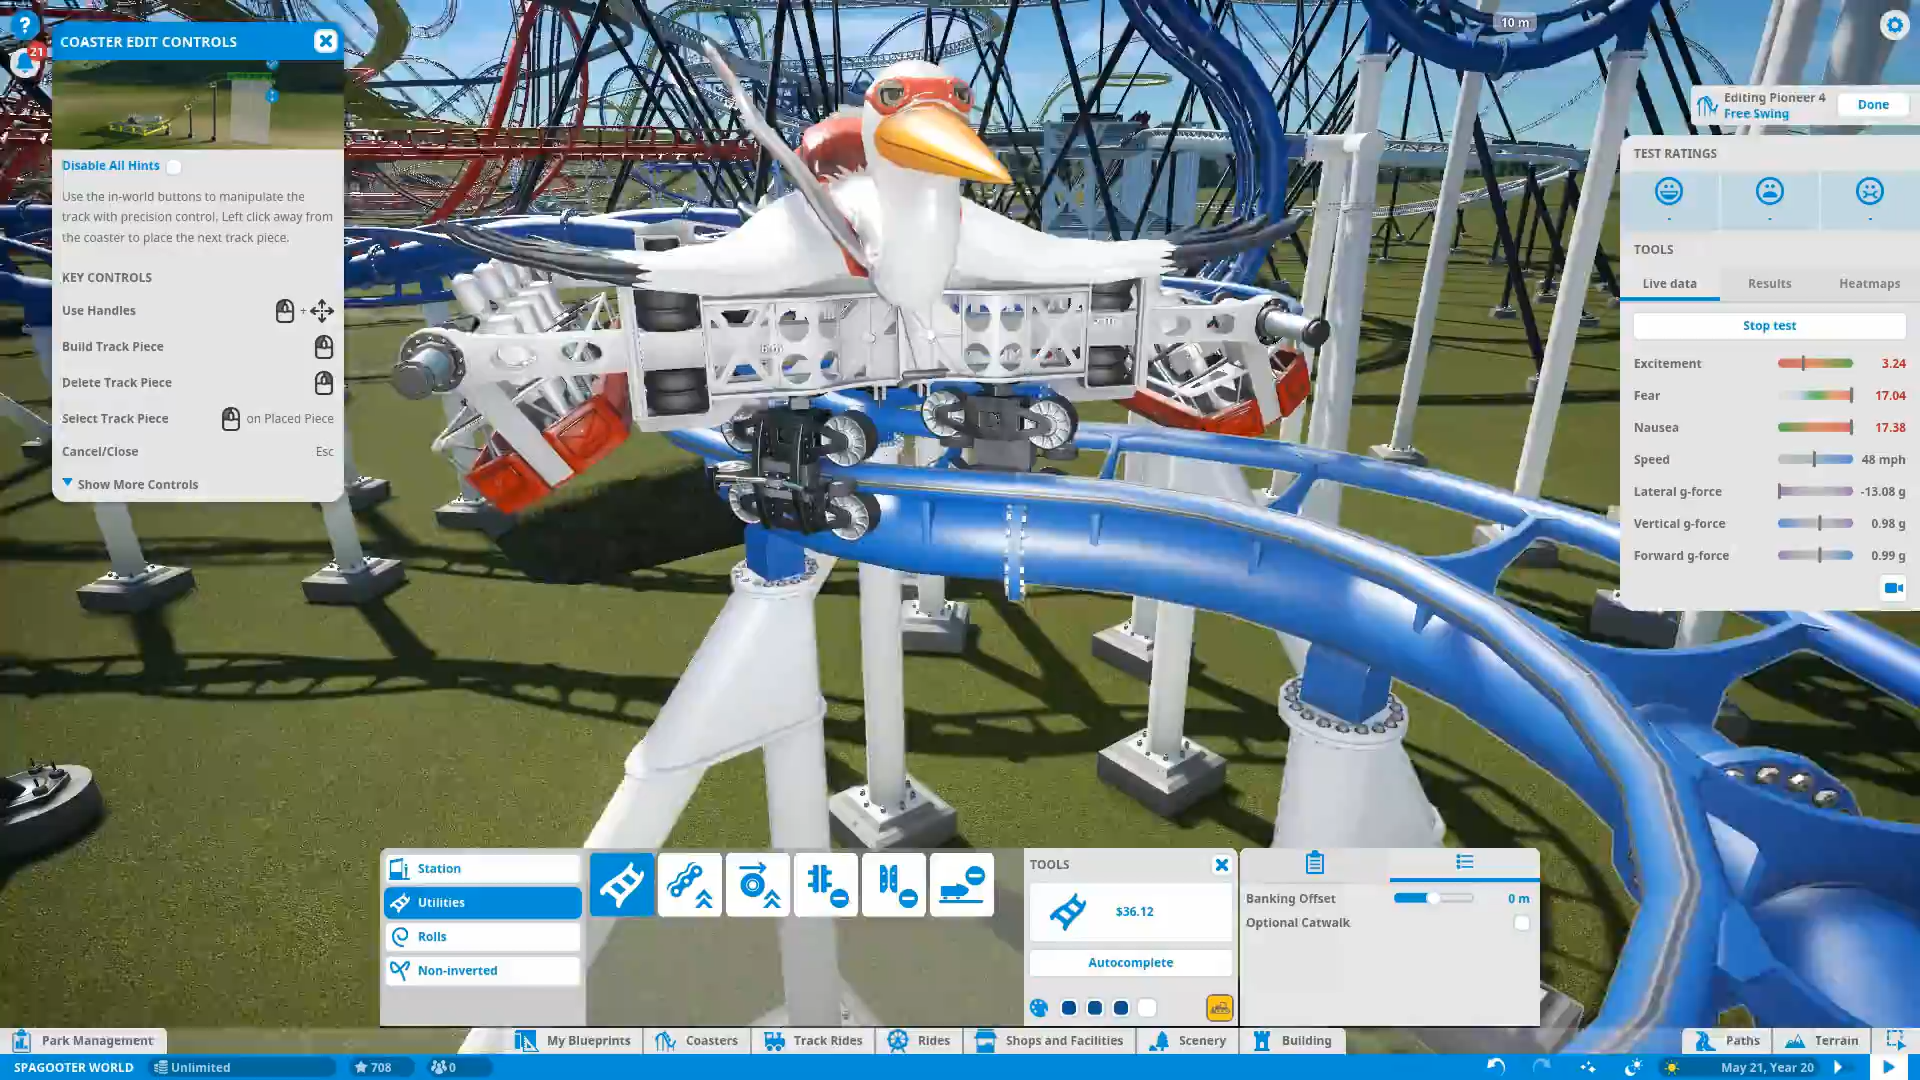 ?
21
COASTER EDIT CONTROLS
Disable All Hints
Use the in-world buttons to manipulate the
track with precision control. Left click away from
the coaster to place the next track piece.
KEY CONTROLS
Use Handles +
Build Track Piece
Delete Track Piece
Select Track Piece on Placed Piece
Cancel/Close Esc
Show More Controls
10 m
Editing Pioneer 4
Free Swing
Done
TEST RATINGS
- - -
TOOLS
Live data Results Heatmaps
Stop test
Excitement 3.24
Fear 17.04
Nausea 17.38
Speed 48 mph
Lateral g-force -13.08 g
Vertical g-force 0.98 g
Forward g-force 0.99 g
Station
Utilities
Rolls
Non-inverted
TOOLS
$36.12
Autocomplete
Banking Offset 0 m
Optional Catwalk
Park Management
My Blueprints Coasters Track Rides Rides Shops and Facilities Scenery Building
Paths Terrain
SPAGOOTER WORLD Unlimited 708 0
May 21, Year 20